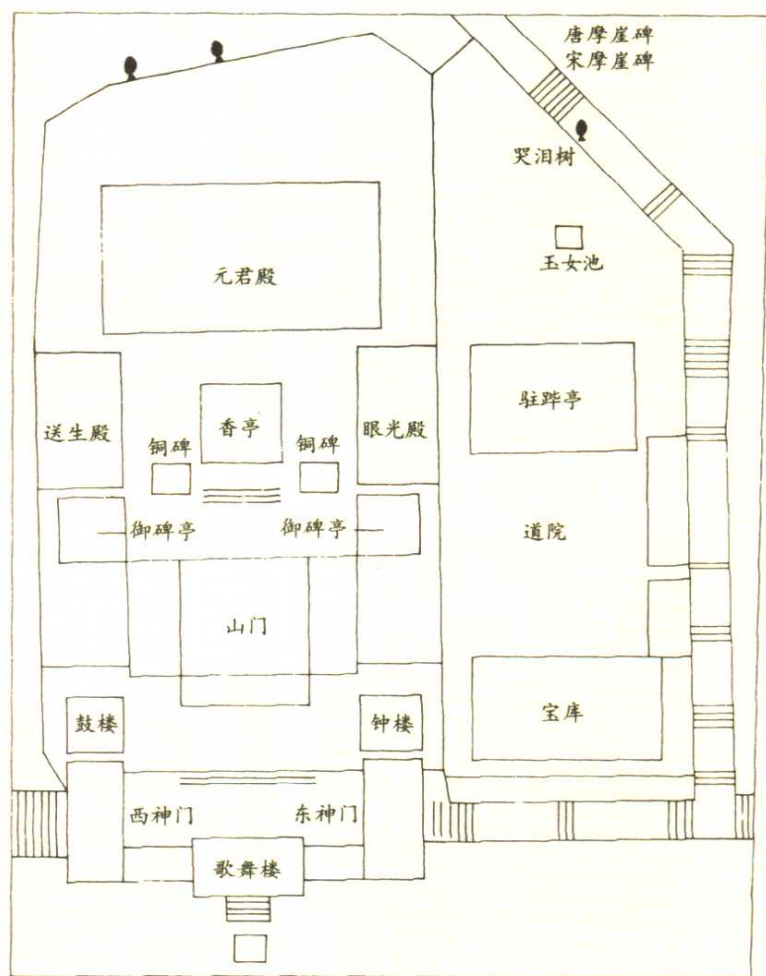 唐摩崖碑
宋摩崖碑
哭泪树
玉女池
元君殿
驻跸亭
送生殿
香亭
眼光殿
铜碑
铜碑
御碑亭
御碑亭
道院
山门
鼓楼
钟楼
宝库
西神门
东神门
歌舞楼